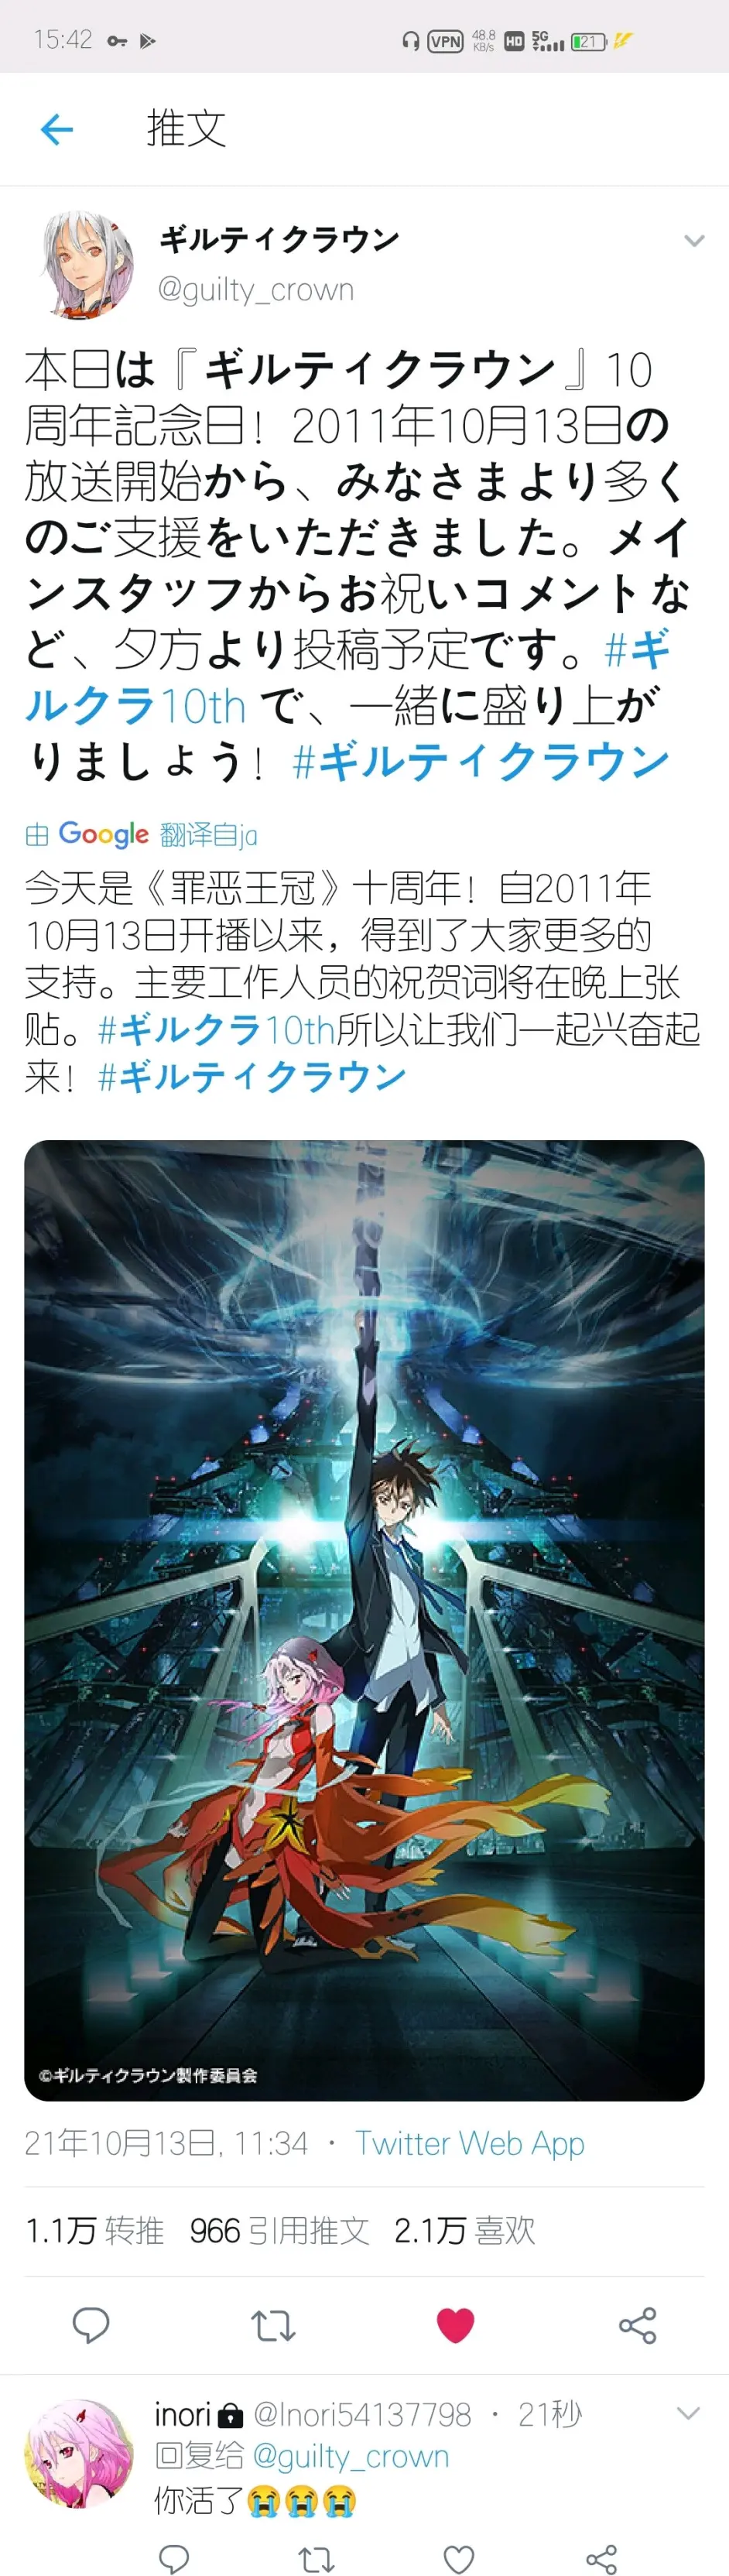 15:42
VPN 48.8 KB/s HD 5G 21
推文
ギルティクラウン
@guilty_crown
本日は『ギルティクラウン』10
周年記念日！2011年10月13日の
放送開始から、みなさまより多く
のご支援をいただきました。メイ
ンスタッフからお祝いコメントな
ど、夕方より投稿予定です。#ギ
ルクラ10th で、一緒に盛り上が
りましょう！#ギルティクラウン
由 Google 翻译自ja
今天是《罪恶王冠》十周年！自2011年
10月13日开播以来，得到了大家更多的
支持。主要工作人员的祝贺词将在晚上张
贴。#ギルクラ10th所以让我们一起兴奋起
来！#ギルティクラウン
©ギルティクラウン製作委員会
21年10月13日, 11:34 · Twitter Web App
1.1万 转推 966 引用推文 2.1万 喜欢
inori🔒 @Inori54137798 · 21秒
回复给 @guilty_crown
你活了😭😭😭